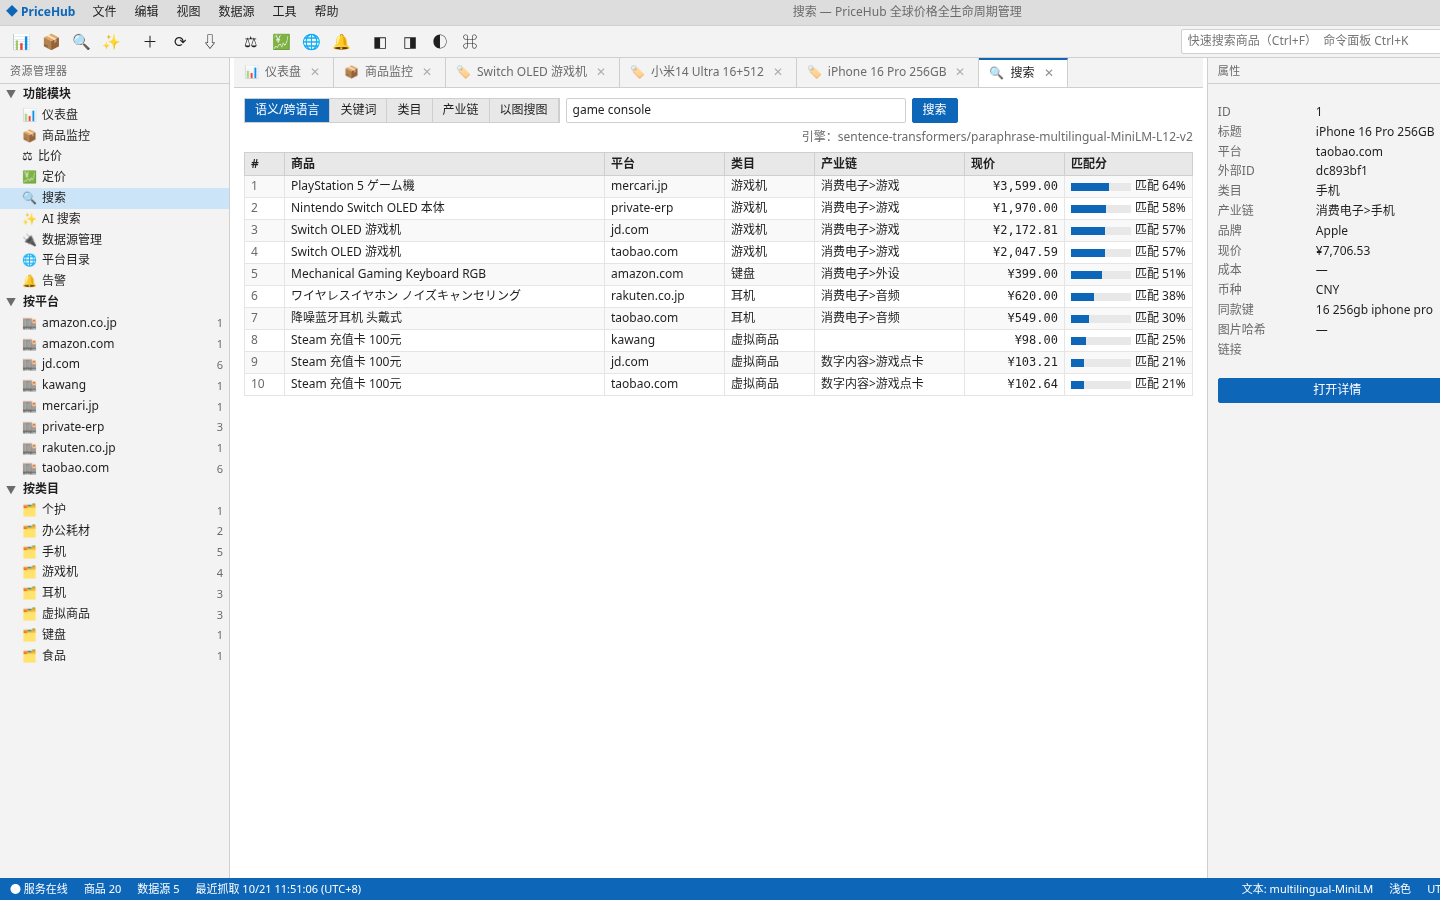 PriceHub 文件 编辑 视图 数据源 工具 帮助 搜索 — PriceHub 全球价格全生命周期管理
快速搜索商品（Ctrl+F） 命令面板 Ctrl+K
资源管理器
功能模块
仪表盘
商品监控
比价
定价
搜索
AI 搜索
数据源管理
平台目录
告警
按平台
amazon.co.jp 1
amazon.com 1
jd.com 6
kawang 1
mercari.jp 1
private-erp 3
rakuten.co.jp 1
taobao.com 6
按类目
个护 1
办公耗材 2
手机 5
游戏机 4
耳机 3
虚拟商品 3
键盘 1
食品 1
仪表盘 ✕ 商品监控 ✕ Switch OLED 游戏机 ✕ 小米14 Ultra 16+512 ✕ iPhone 16 Pro 256GB ✕ 搜索 ✕
语义/跨语言 关键词 类目 产业链 以图搜图 game console 搜索
引擎：sentence-transformers/paraphrase-multilingual-MiniLM-L12-v2
# 商品 平台 类目 产业链 现价 匹配分
1 PlayStation 5 ゲーム機 mercari.jp 游戏机 消费电子>游戏 ¥3,599.00 匹配 64%
2 Nintendo Switch OLED 本体 private-erp 游戏机 消费电子>游戏 ¥1,970.00 匹配 58%
3 Switch OLED 游戏机 jd.com 游戏机 消费电子>游戏 ¥2,172.81 匹配 57%
4 Switch OLED 游戏机 taobao.com 游戏机 消费电子>游戏 ¥2,047.59 匹配 57%
5 Mechanical Gaming Keyboard RGB amazon.com 键盘 消费电子>外设 ¥399.00 匹配 51%
6 ワイヤレスイヤホン ノイズキャンセリング rakuten.co.jp 耳机 消费电子>音频 ¥620.00 匹配 38%
7 降噪蓝牙耳机 头戴式 taobao.com 耳机 消费电子>音频 ¥549.00 匹配 30%
8 Steam 充值卡 100元 kawang 虚拟商品 ¥98.00 匹配 25%
9 Steam 充值卡 100元 jd.com 虚拟商品 数字内容>游戏点卡 ¥103.21 匹配 21%
10 Steam 充值卡 100元 taobao.com 虚拟商品 数字内容>游戏点卡 ¥102.64 匹配 21%
属性
ID 1
标题 iPhone 16 Pro 256GB
平台 taobao.com
外部ID dc893bf1
类目 手机
产业链 消费电子>手机
品牌 Apple
现价 ¥7,706.53
成本 —
币种 CNY
同款键 16 256gb iphone pro
图片哈希 —
链接
打开详情
服务在线 商品 20 数据源 5 最近抓取 10/21 11:51:06 (UTC+8) 文本: multilingual-MiniLM 浅色 UT